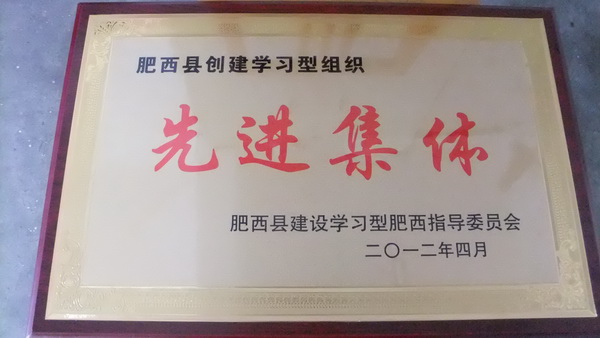 肥西县创建学习型组织
先进集体
肥西县建设学习型肥西指导委员会
二〇一二年四月